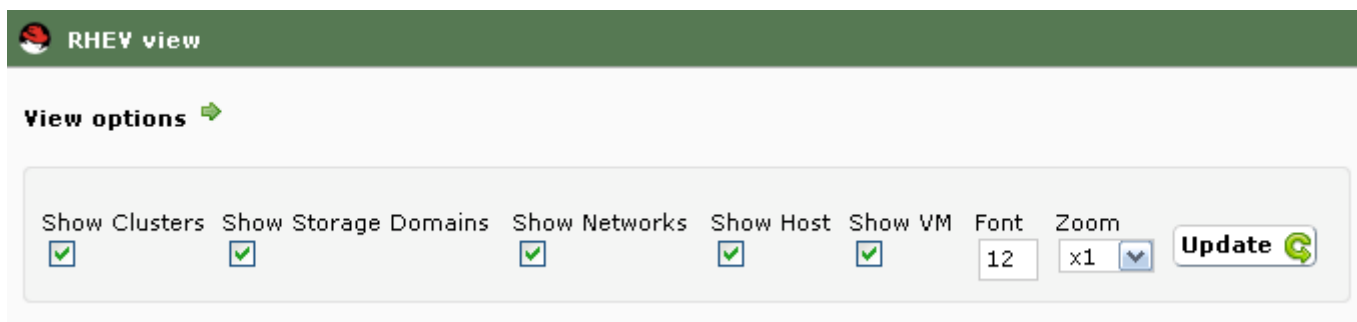 RHEV view
View options
Show Clusters Show Storage Domains Show Networks Show Host Show VM Font Zoom
12 x1 Update